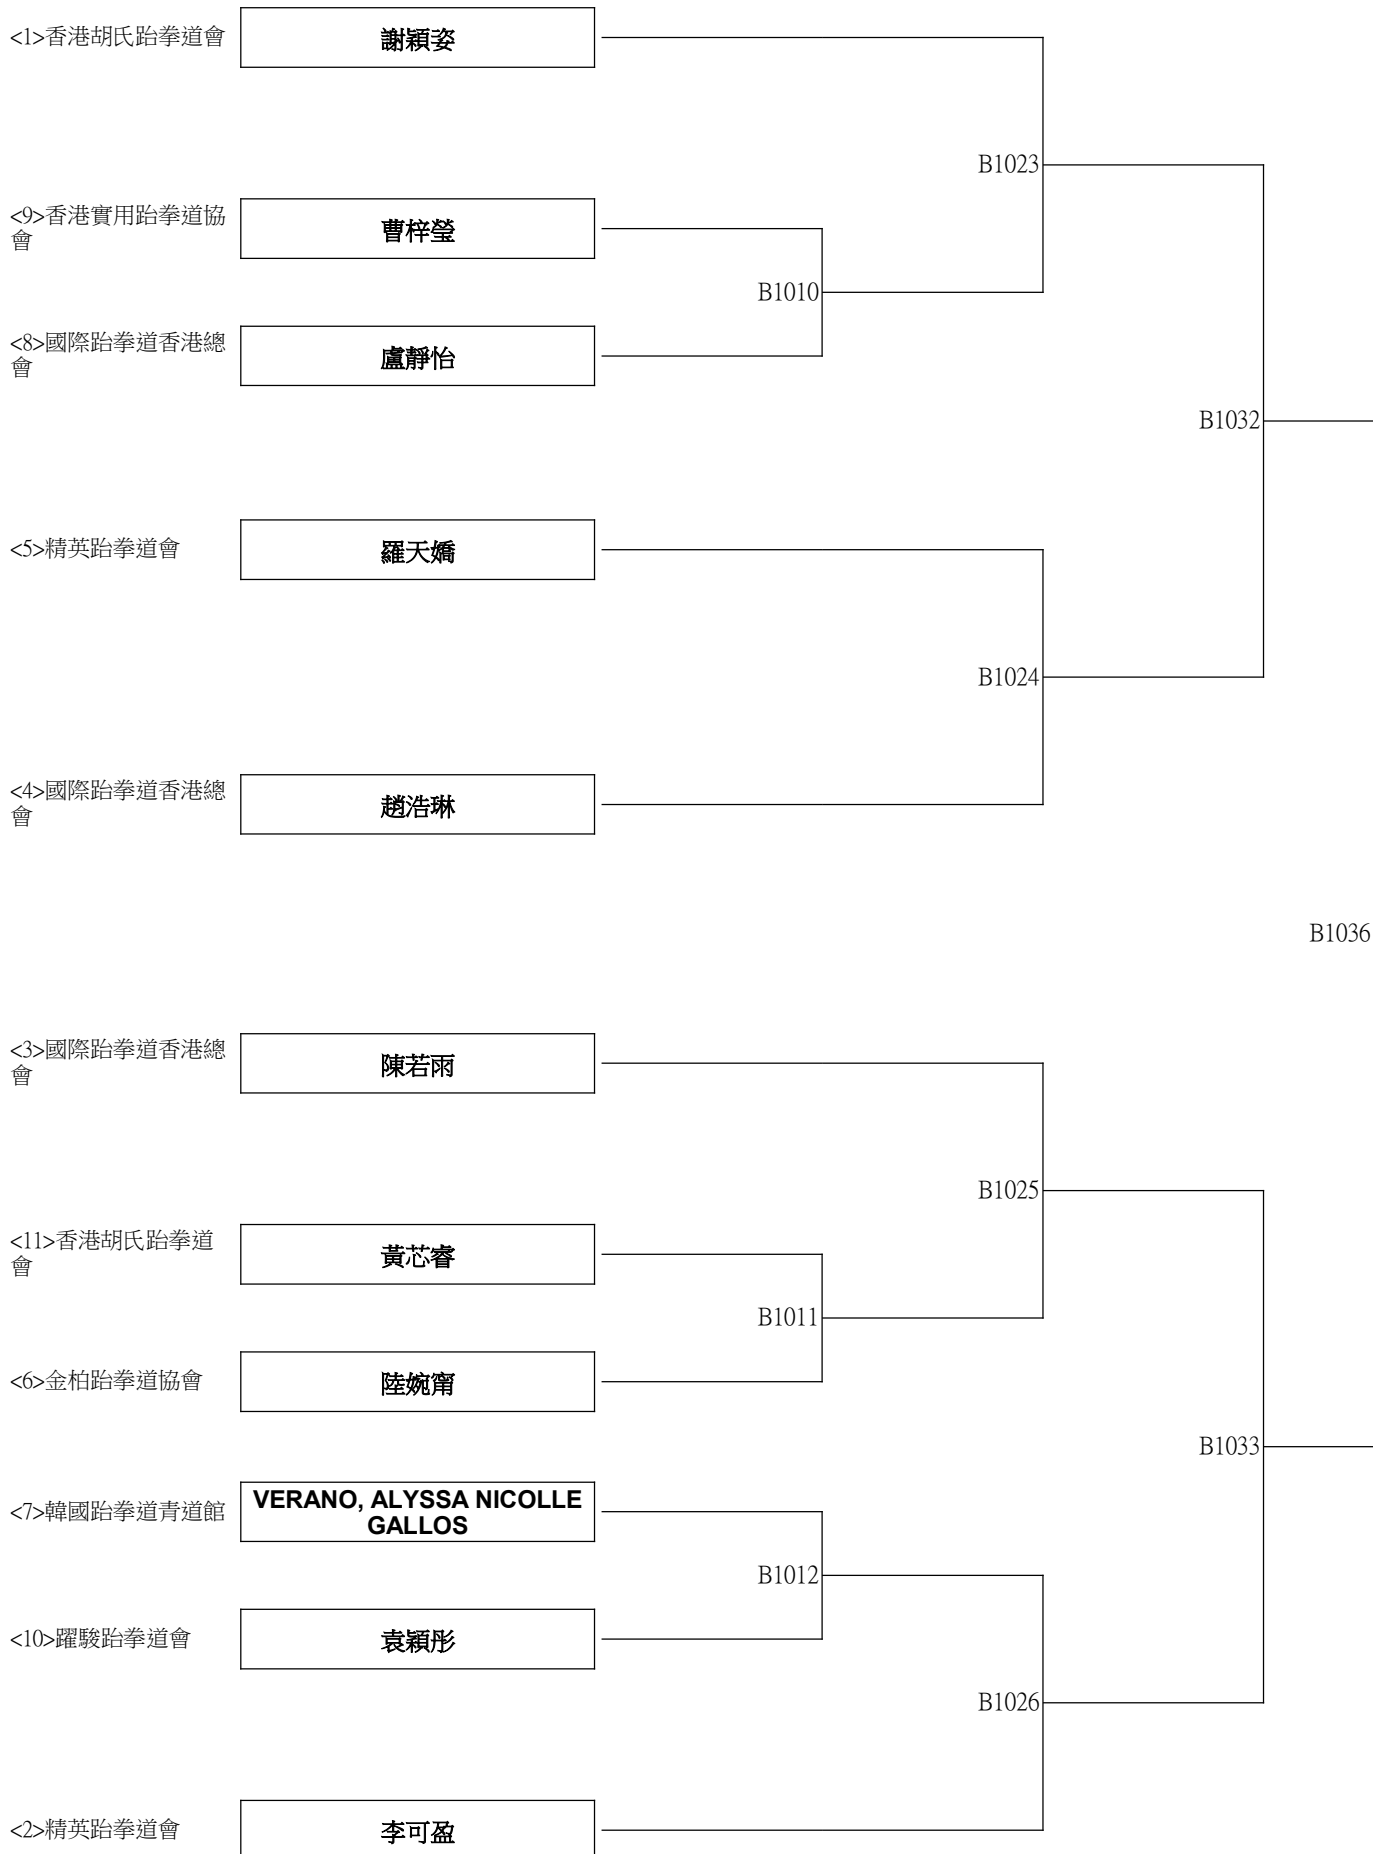 <1>香港胡氏跆拳道會
謝穎姿
B1023
<9>香港實用跆拳道協
會
曹梓瑩
B1010
<8>國際跆拳道香港總
會
盧靜怡
B1032
<5>精英跆拳道會
羅天嬌
B1024
<4>國際跆拳道香港總
會
趙浩琳
B1036
<3>國際跆拳道香港總
會
陳若雨
B1025
<11>香港胡氏跆拳道
會
黃芯睿
B1011
<6>金柏跆拳道協會
陸婉甯
B1033
<7>韓國跆拳道青道館
VERANO, ALYSSA NICOLLE
GALLOS
B1012
<10>躍駿跆拳道會
袁穎彤
B1026
<2>精英跆拳道會
李可盈